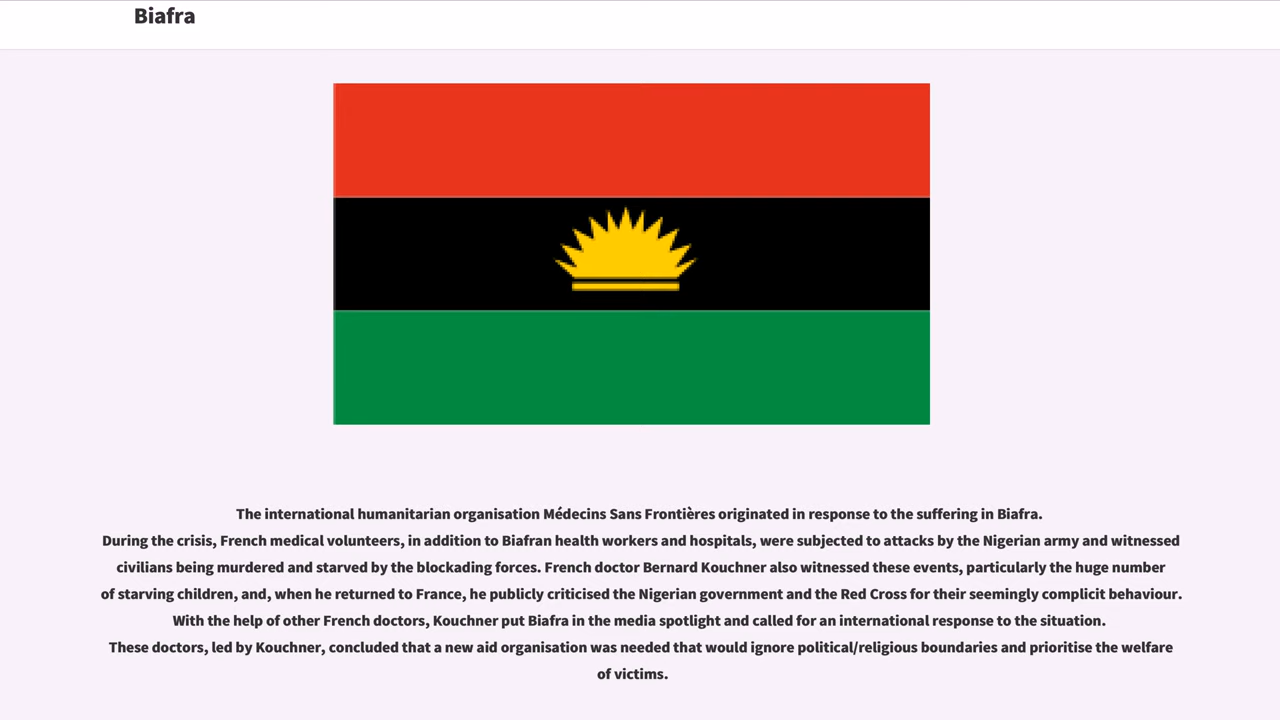 Biafra
The international humanitarian organisation Médecins Sans Frontières originated in response to the suffering in Biafra.
During the crisis, French medical volunteers, in addition to Biafran health workers and hospitals, were subjected to attacks by the Nigerian army and witnessed
civilians being murdered and starved by the blockading forces. French doctor Bernard Kouchner also witnessed these events, particularly the huge number
of starving children, and, when he returned to France, he publicly criticised the Nigerian government and the Red Cross for their seemingly complicit behaviour.
With the help of other French doctors, Kouchner put Biafra in the media spotlight and called for an international response to the situation.
These doctors, led by Kouchner, concluded that a new aid organisation was needed that would ignore political/religious boundaries and prioritise the welfare
of victims.